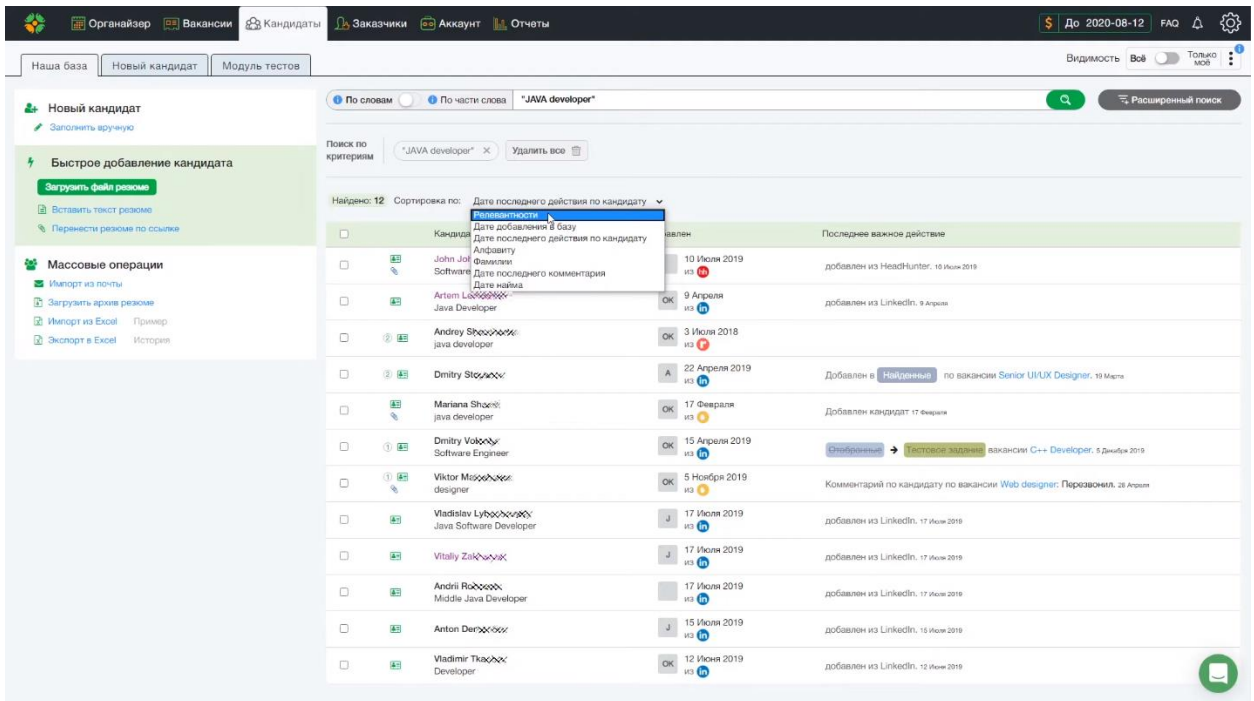 Органайзер Вакансии Кандидаты Заказчики Аккаунт Отчеты $ До 2020-08-12 FAQ
Наша база Новый кандидат Модуль тестов Видимость Всё Только моё
Новый кандидат
Заполнить вручную
Быстрое добавление кандидата
Загрузить файл резюме
Вставить текст резюме
Перенести резюме по ссылке
Массовые операции
Импорт из почты
Загрузить архив резюме
Импорт из Excel Пример
Экспорт в Excel История
По словам По части слова "JAVA developer" Расширенный поиск
Поиск по критериям "JAVA developer" × Удалить все
Найдено: 12 Сортировка по: Дате последнего действия по кандидату
Релевантности
Дате добавления в базу
Дате последнего действия по кандидату
Алфавиту
Фамилии
Дате последнего комментария
Дате найма
Последнее важное действие
John 10 Июля 2019
Software из hh добавлен из HeadHunter. 10 Июля 2019
Artem OK 9 Апреля
Java Developer из in добавлен из LinkedIn. 9 Апреля
Andrey OK 3 Июля 2018
java developer из
Dmitry A 22 Апреля 2019
из in Добавлен в Найденные по вакансии Senior UI/UX Designer. 19 Марта
Mariana OK 17 Февраля
java developer из Добавлен кандидат 17 Февраля
Dmitry OK 15 Апреля 2019
Software Engineer из in Отобранные → Тестовое задание вакансии C++ Developer. 5 Декабря 2019
Viktor OK 5 Ноября 2019
designer из Комментарий по кандидату по вакансии Web designer: Перезвонил. 28 Апреля
Vladislav J 17 Июля 2019
Java Software Developer из in добавлен из LinkedIn. 17 Июля 2019
Vitaliy J 17 Июля 2019
из in добавлен из LinkedIn. 17 Июля 2019
Andrii 17 Июля 2019
Middle Java Developer из in добавлен из LinkedIn. 17 Июля 2019
Anton J 15 Июля 2019
из in добавлен из LinkedIn. 15 Июля 2019
Vladimir OK 12 Июня 2019
Developer из in добавлен из LinkedIn. 12 Июня 2019